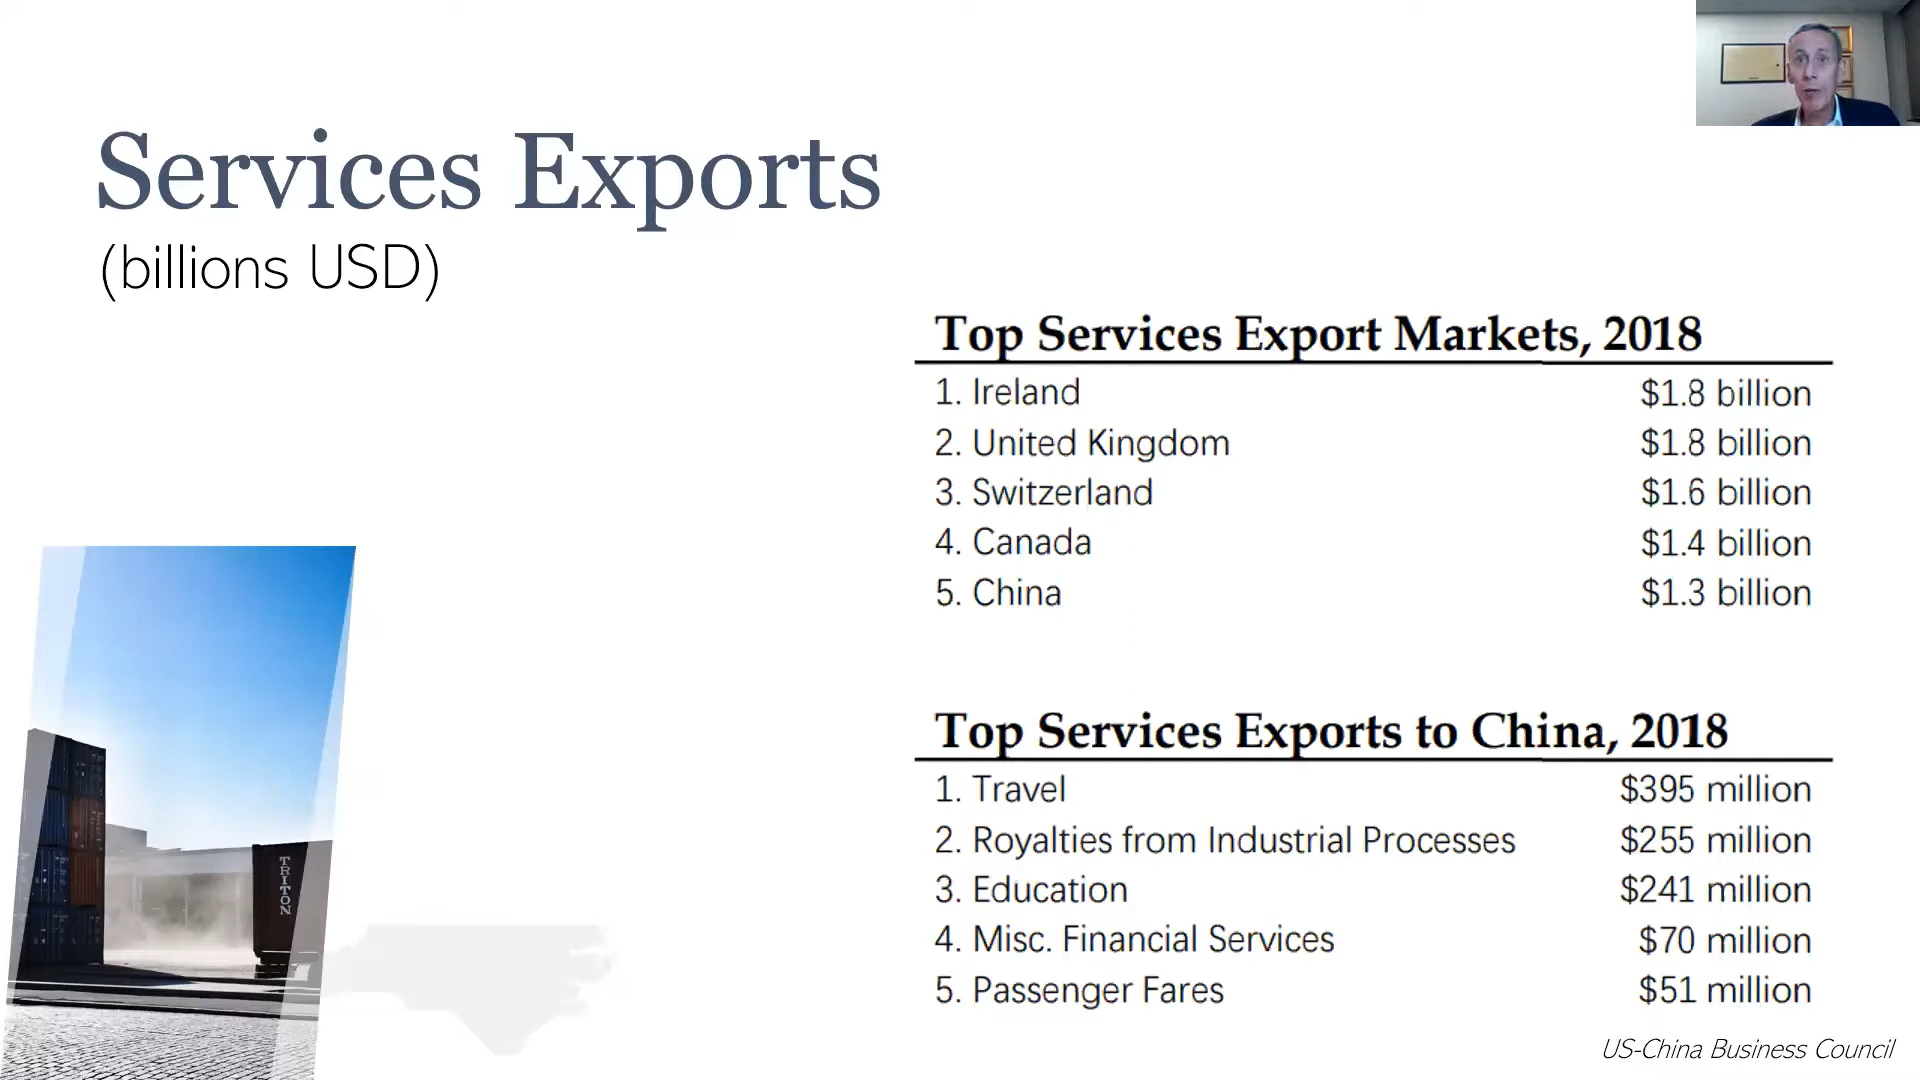 Services Exports
(billions USD)
Top Services Export Markets, 2018
1. Ireland $1.8 billion
2. United Kingdom $1.8 billion
3. Switzerland $1.6 billion
4. Canada $1.4 billion
5. China $1.3 billion
Top Services Exports to China, 2018
1. Travel $395 million
2. Royalties from Industrial Processes $255 million
3. Education $241 million
4. Misc. Financial Services $70 million
5. Passenger Fares $51 million
TRITON
US-China Business Council